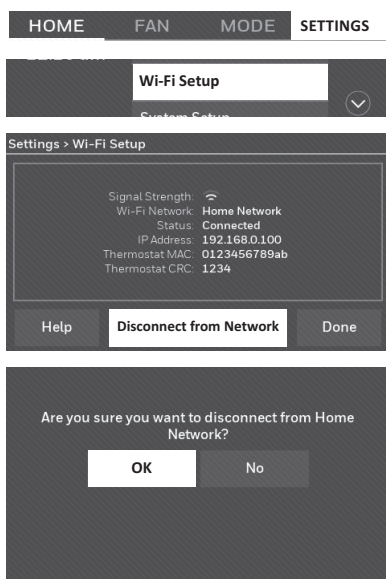 HOME FAN MODE SETTINGS
Wi-Fi Setup
System Setup
Settings > Wi-Fi Setup
Signal Strength:
Wi-Fi Network: Home Network
Status: Connected
IP Address: 192.168.0.100
Thermostat MAC: 0123456789ab
Thermostat CRC: 1234
Help Disconnect from Network Done
Are you sure you want to disconnect from Home
Network?
OK No